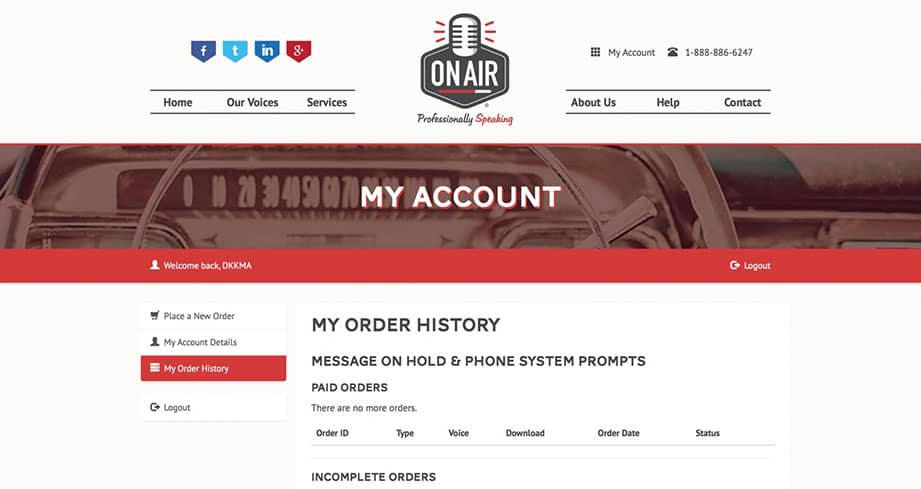 f t in g+
ON AIR
Professionally Speaking
My Account 1-888-886-6247
Home Our Voices Services
About Us Help Contact
MY ACCOUNT
Welcome back, DKKMA
Logout
Place a New Order
My Account Details
My Order History
Logout
MY ORDER HISTORY
MESSAGE ON HOLD & PHONE SYSTEM PROMPTS
PAID ORDERS
There are no more orders.
Order ID Type Voice Download Order Date Status
INCOMPLETE ORDERS